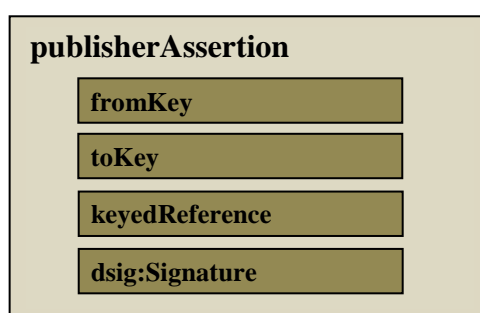 publisherAssertion
fromKey
toKey
keyedReference
dsig:Signature